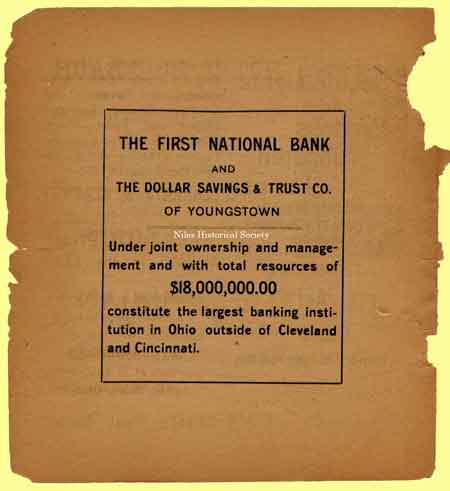 THE FIRST NATIONAL BANK
AND
THE DOLLAR SAVINGS & TRUST CO.
OF YOUNGSTOWN
Niles Historical Society
Under joint ownership and manage-
ment and with total resources of
$18,000,000.00
constitute the largest banking insti-
tution in Ohio outside of Cleveland
and Cincinnati.